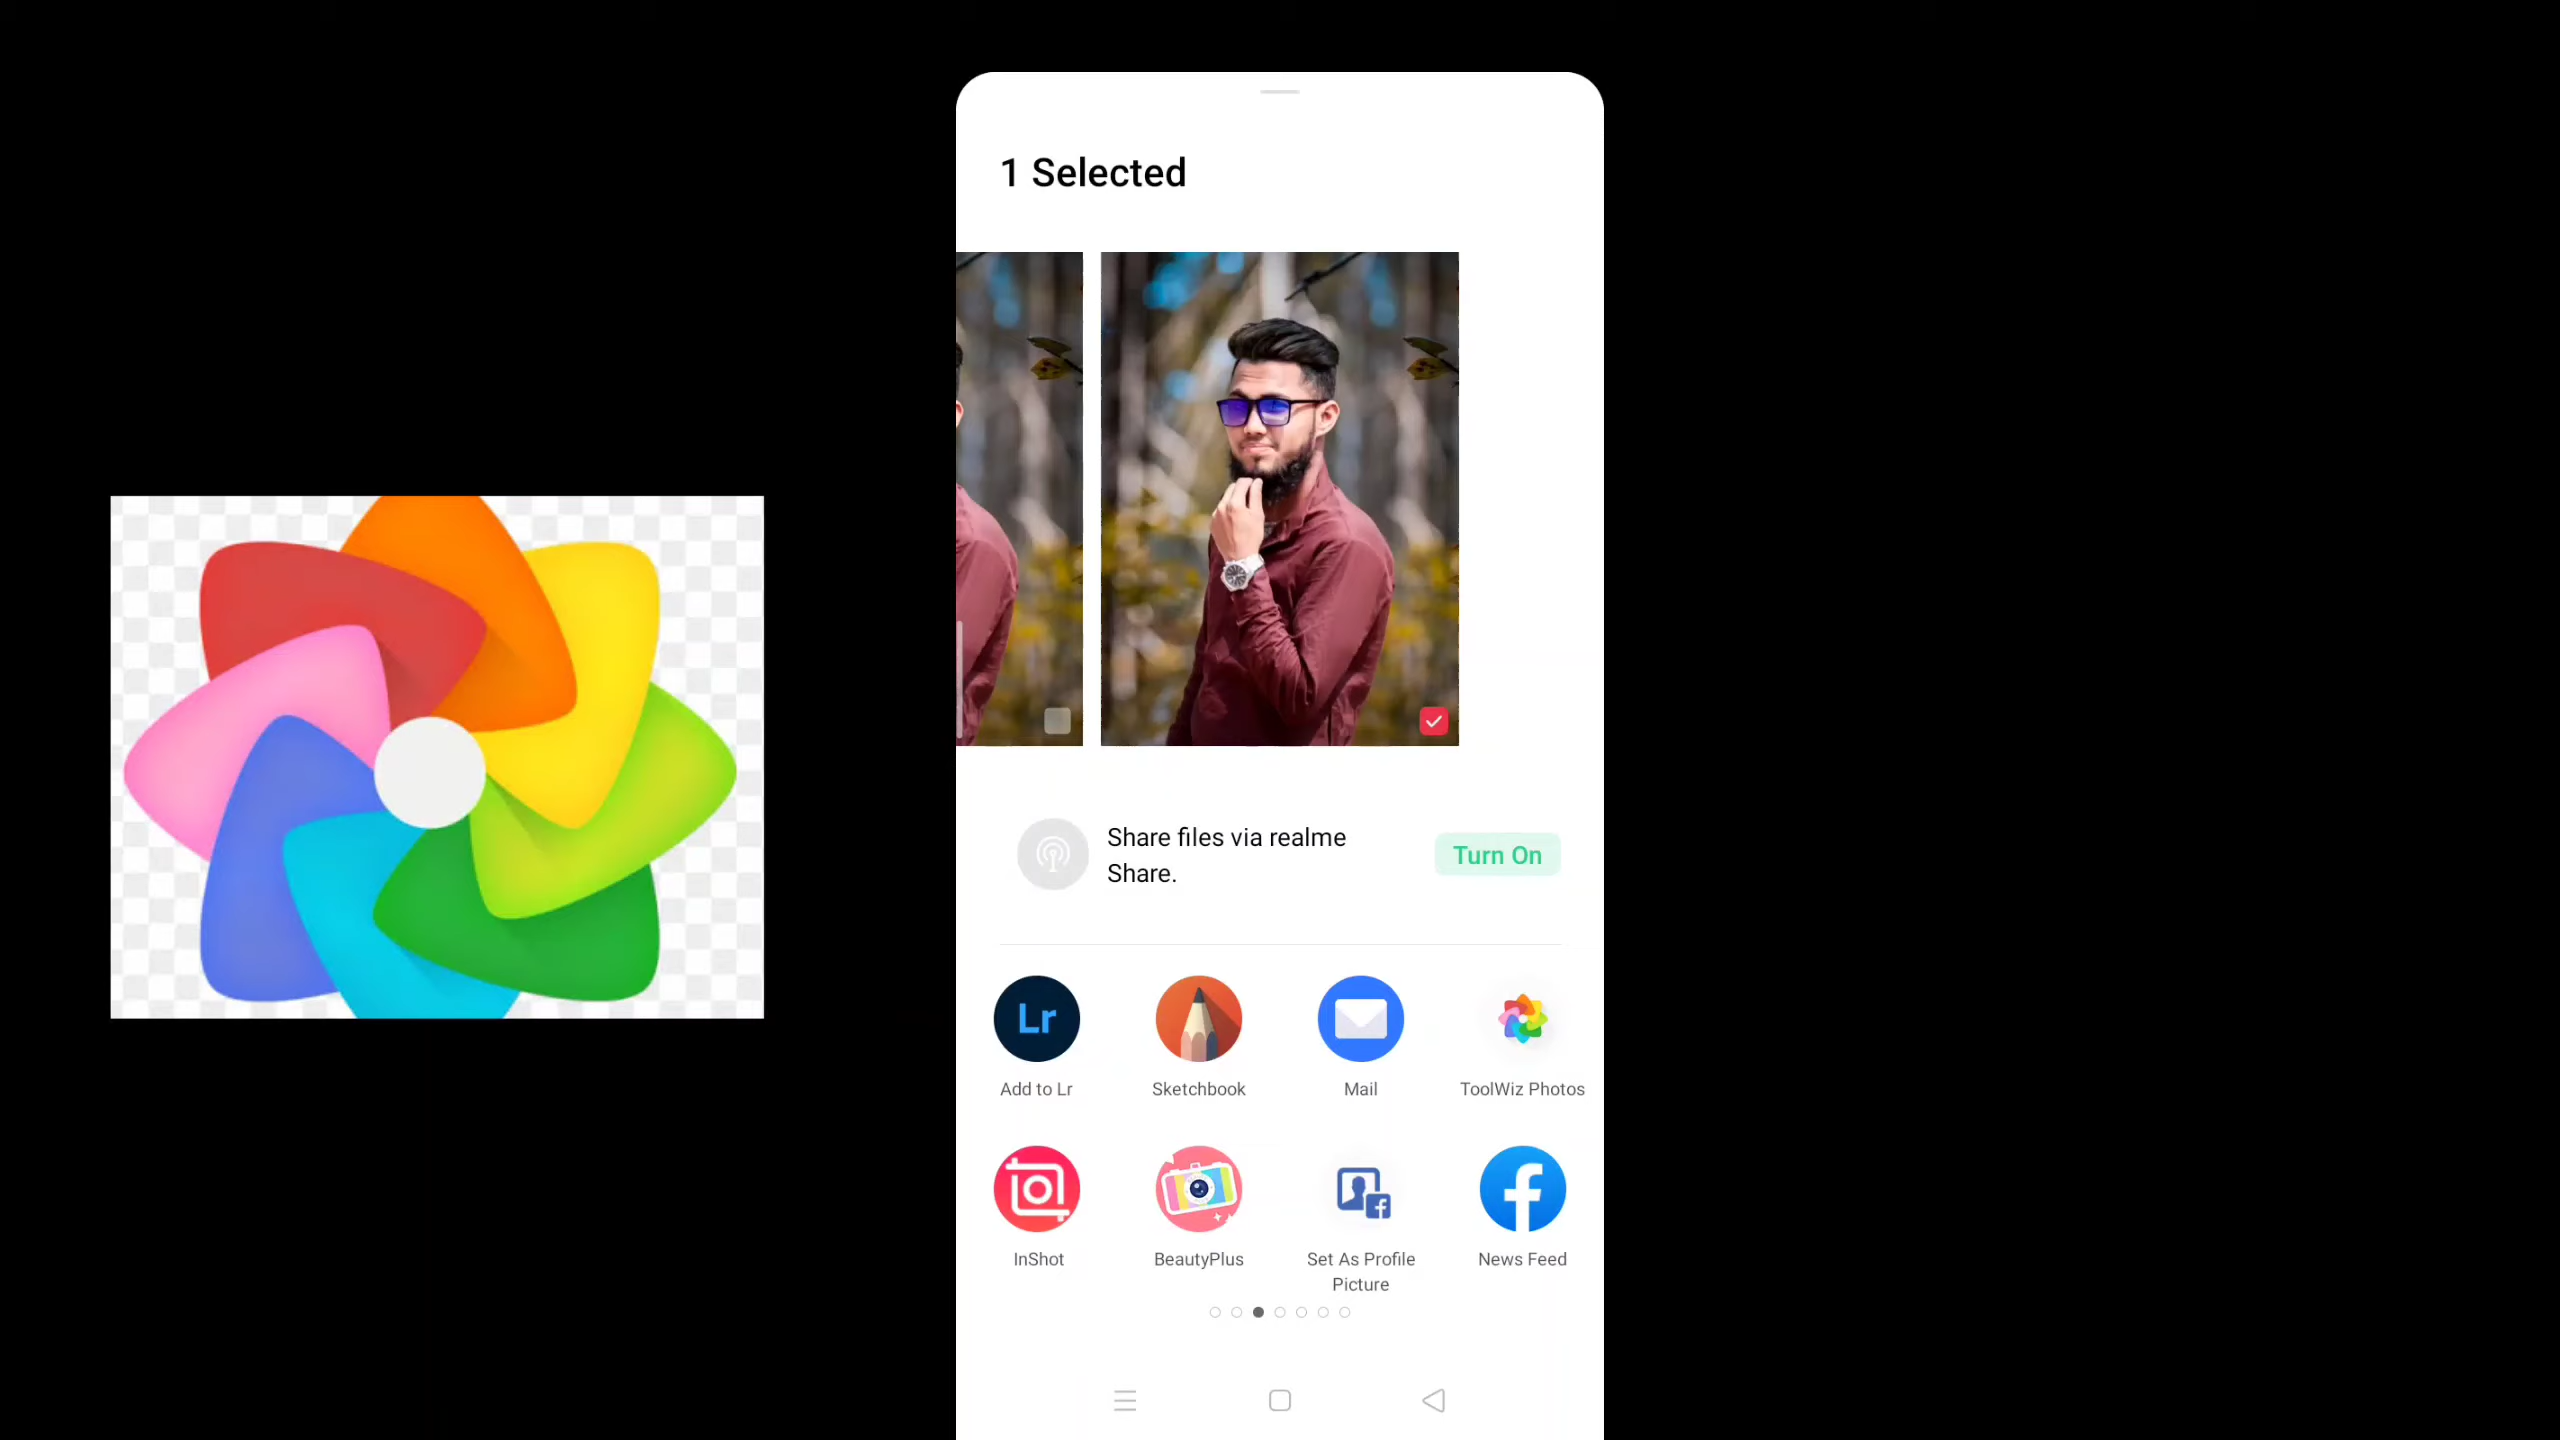 1 Selected
Share files via realme
Share.
Turn On
Lr
Add to Lr
Sketchbook
Mail
ToolWiz Photos
InShot
BeautyPlus
Set As Profile
Picture
News Feed